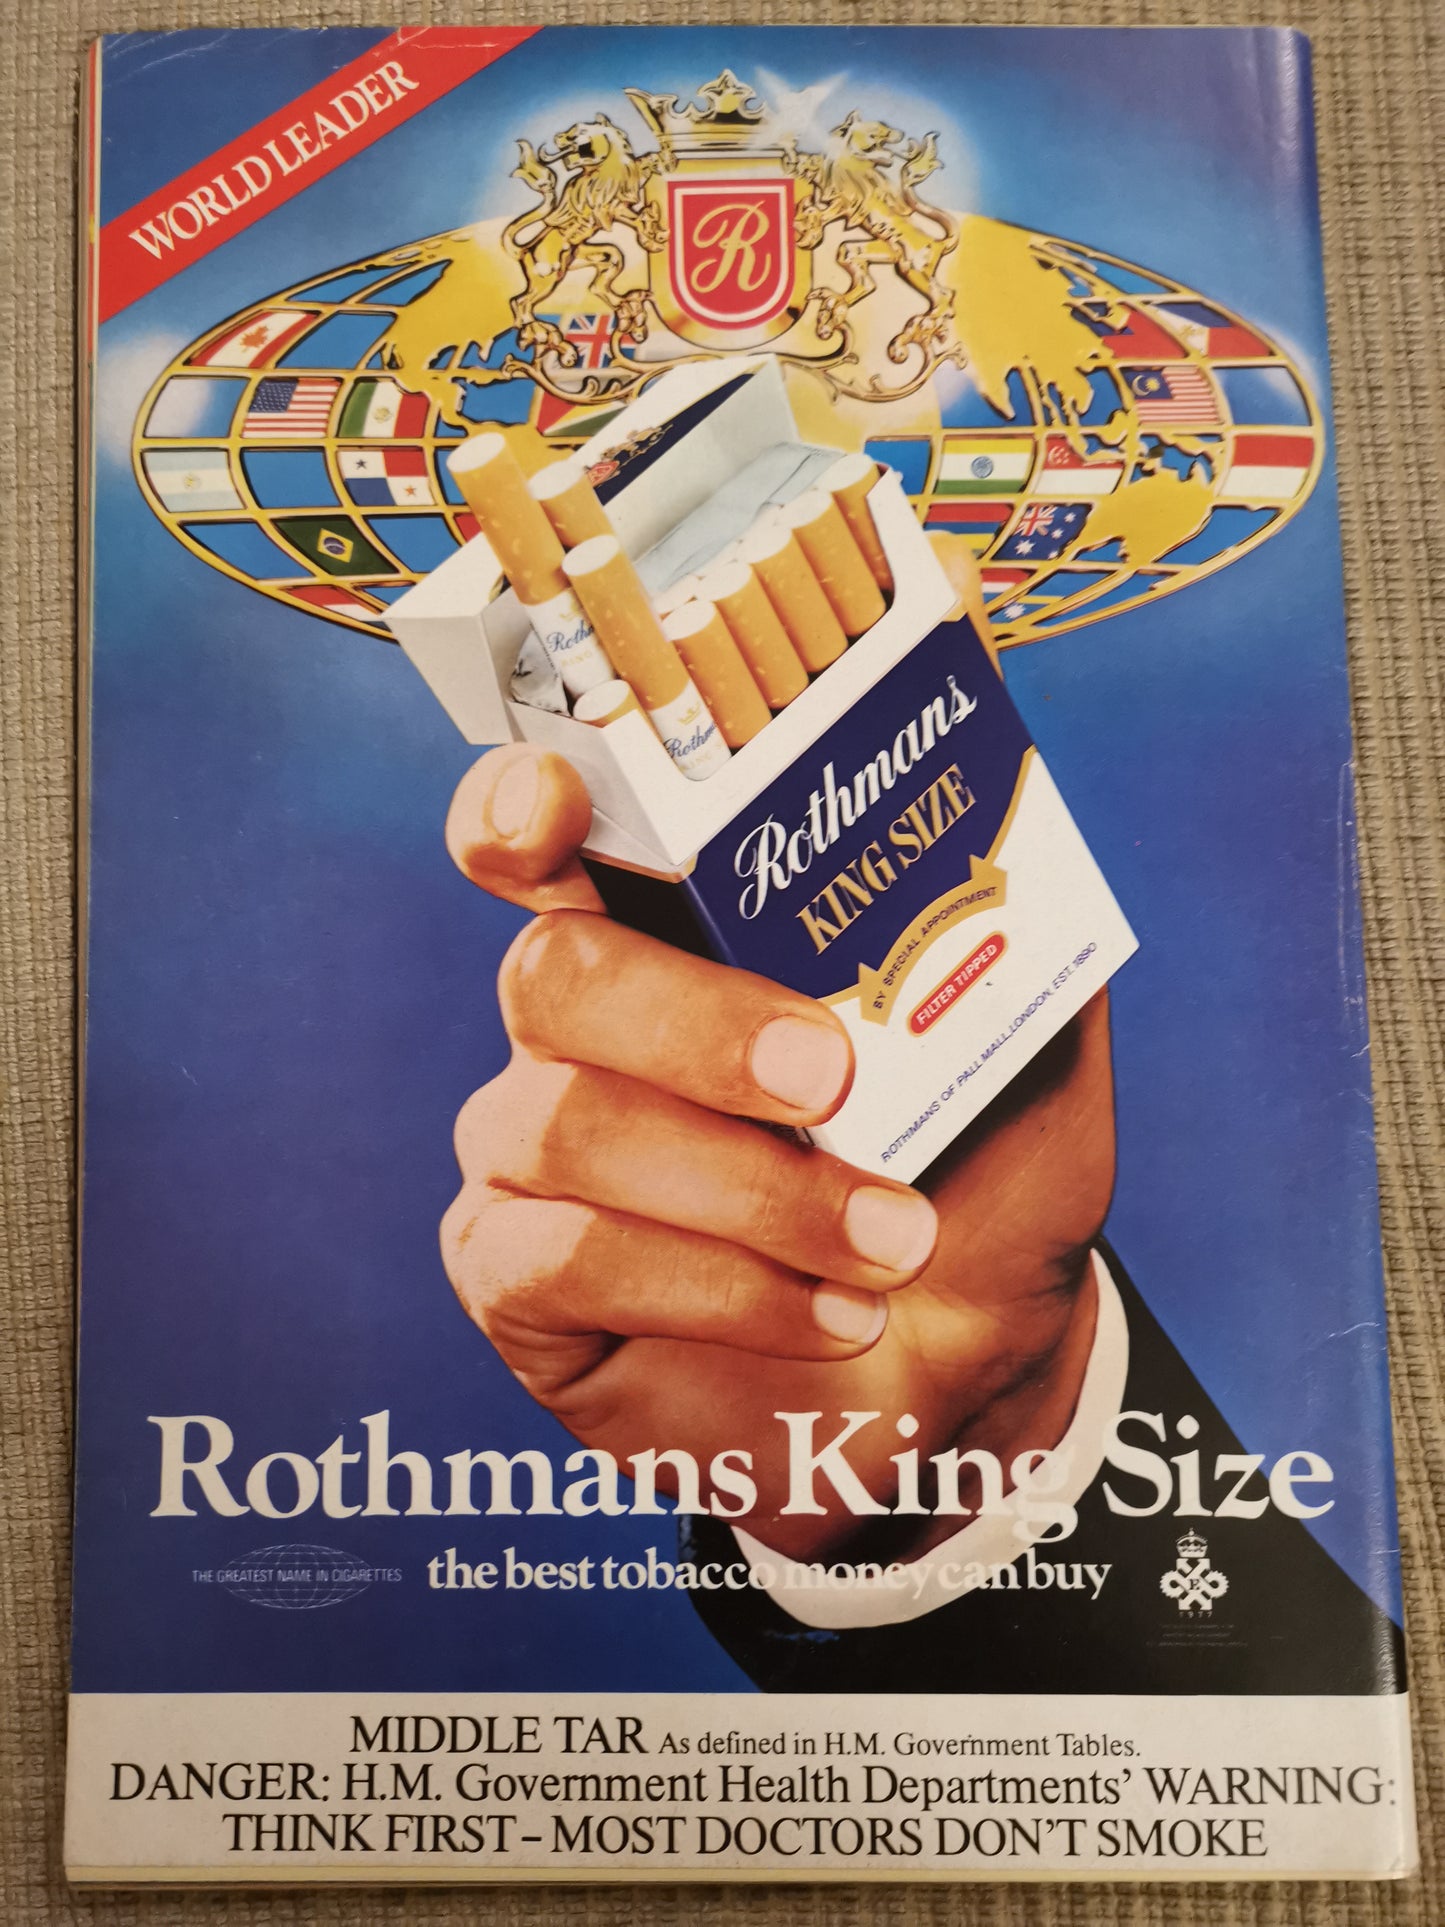 WORLD LEADER
R
Rothmans
KING SIZE
BY SPECIAL APPOINTMENT
FILTER TIPPED
ROTHMANS OF PALL MALL, LONDON, EST. 1890
Rothmans King Size
THE GREATEST NAME IN CIGARETTES
the best tobacco money can buy
E
1977
MIDDLE TAR As defined in H.M. Government Tables.
DANGER: H.M. Government Health Departments' WARNING:
THINK FIRST – MOST DOCTORS DON'T SMOKE